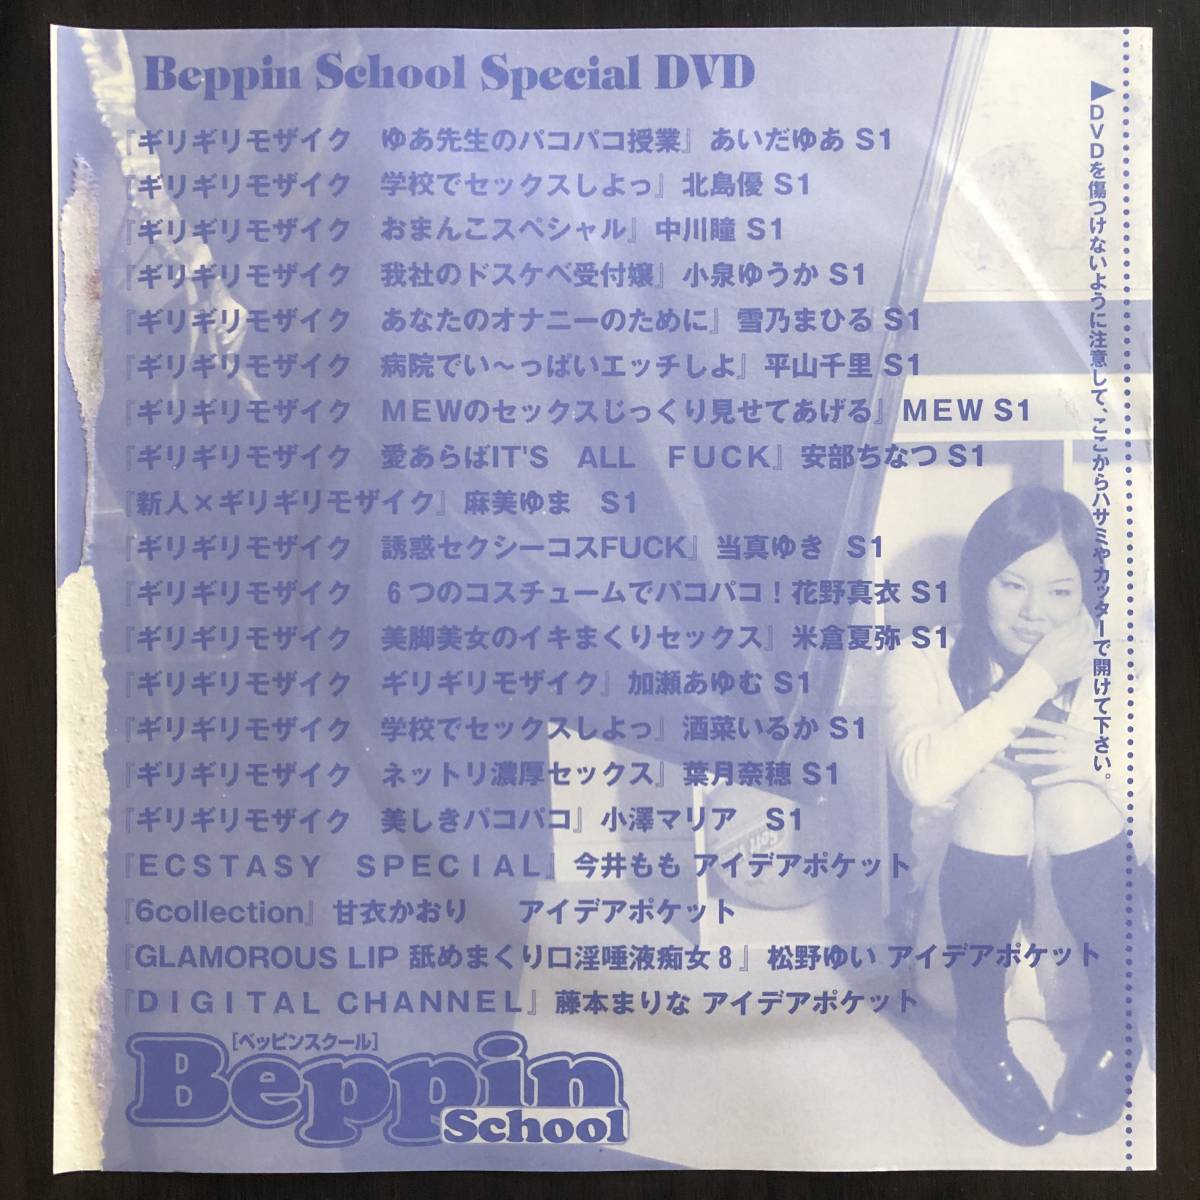 Beppin School Special DVD
『ギリギリモザイク　ゆあ先生のパコパコ授業』あいだゆあ S1
『ギリギリモザイク　学校でセックスしよっ』北島優 S1
『ギリギリモザイク　おまんこスペシャル』中川瞳 S1
『ギリギリモザイク　我社のドスケベ受付嬢』小泉ゆうか S1
『ギリギリモザイク　あなたのオナニーのために』雪乃まひる S1
『ギリギリモザイク　病院でい～っぱいエッチしよ』平山千里 S1
『ギリギリモザイク　MEWのセックスじっくり見せてあげる』MEW S1
『ギリギリモザイク　愛あらばIT'S　ALL　FUCK』安部ちなつ S1
『新人×ギリギリモザイク』麻美ゆま　S1
『ギリギリモザイク　誘惑セクシーコスFUCK』当真ゆき　S1
『ギリギリモザイク　6つのコスチュームでパコパコ！花野真衣 S1
『ギリギリモザイク　美脚美女のイキまくりセックス』米倉夏弥 S1
『ギリギリモザイク　ギリギリモザイク』加瀬あゆむ S1
『ギリギリモザイク　学校でセックスしよっ』酒菜いるか S1
『ギリギリモザイク　ネットリ濃厚セックス』葉月奈穂 S1
『ギリギリモザイク　美しきパコパコ』小澤マリア　S1
『ECSTASY　SPECIAL』今井もも アイデアポケット
『6collection』甘衣かおり　アイデアポケット
『GLAMOROUS LIP 舐めまくり口淫唾液痴女8』松野ゆい アイデアポケット
『DIGITAL CHANNEL』藤本まりな アイデアポケット
[ベッピンスクール]
Beppin
School
▶DVDを傷つけないように注意して、ここからハサミやカッターで開けて下さい。